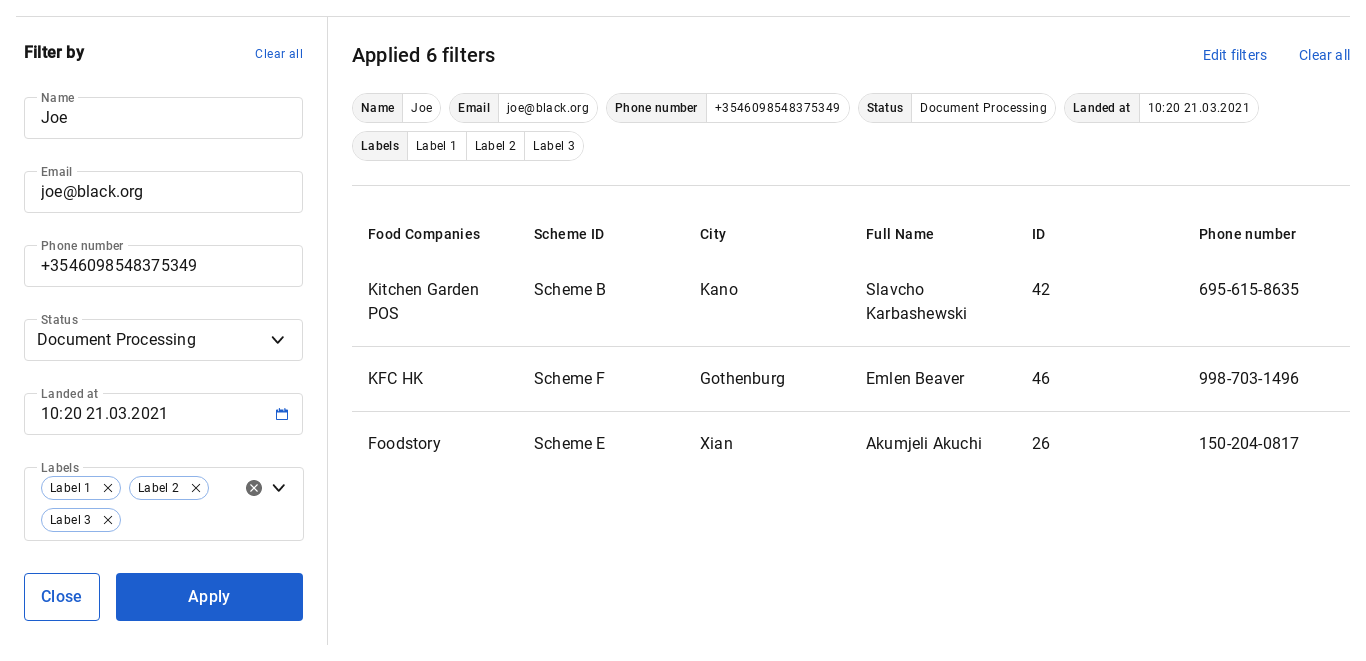 Filter by
Clear all
Name
Joe
Email
joe@black.org
Phone number
+3546098548375349
Status
Document Processing
Landed at
10:20 21.03.2021
Labels
Label 1
Label 2
Label 3
Close
Apply
Applied 6 filters
Edit filters
Clear all
Name Joe
Email joe@black.org
Phone number +3546098548375349
Status Document Processing
Landed at 10:20 21.03.2021
Labels Label 1 Label 2 Label 3
Food Companies Scheme ID City Full Name ID Phone number
Kitchen Garden POS Scheme B Kano Slavcho Karbashewski 42 695-615-8635
KFC HK Scheme F Gothenburg Emlen Beaver 46 998-703-1496
Foodstory Scheme E Xian Akumjeli Akuchi 26 150-204-0817